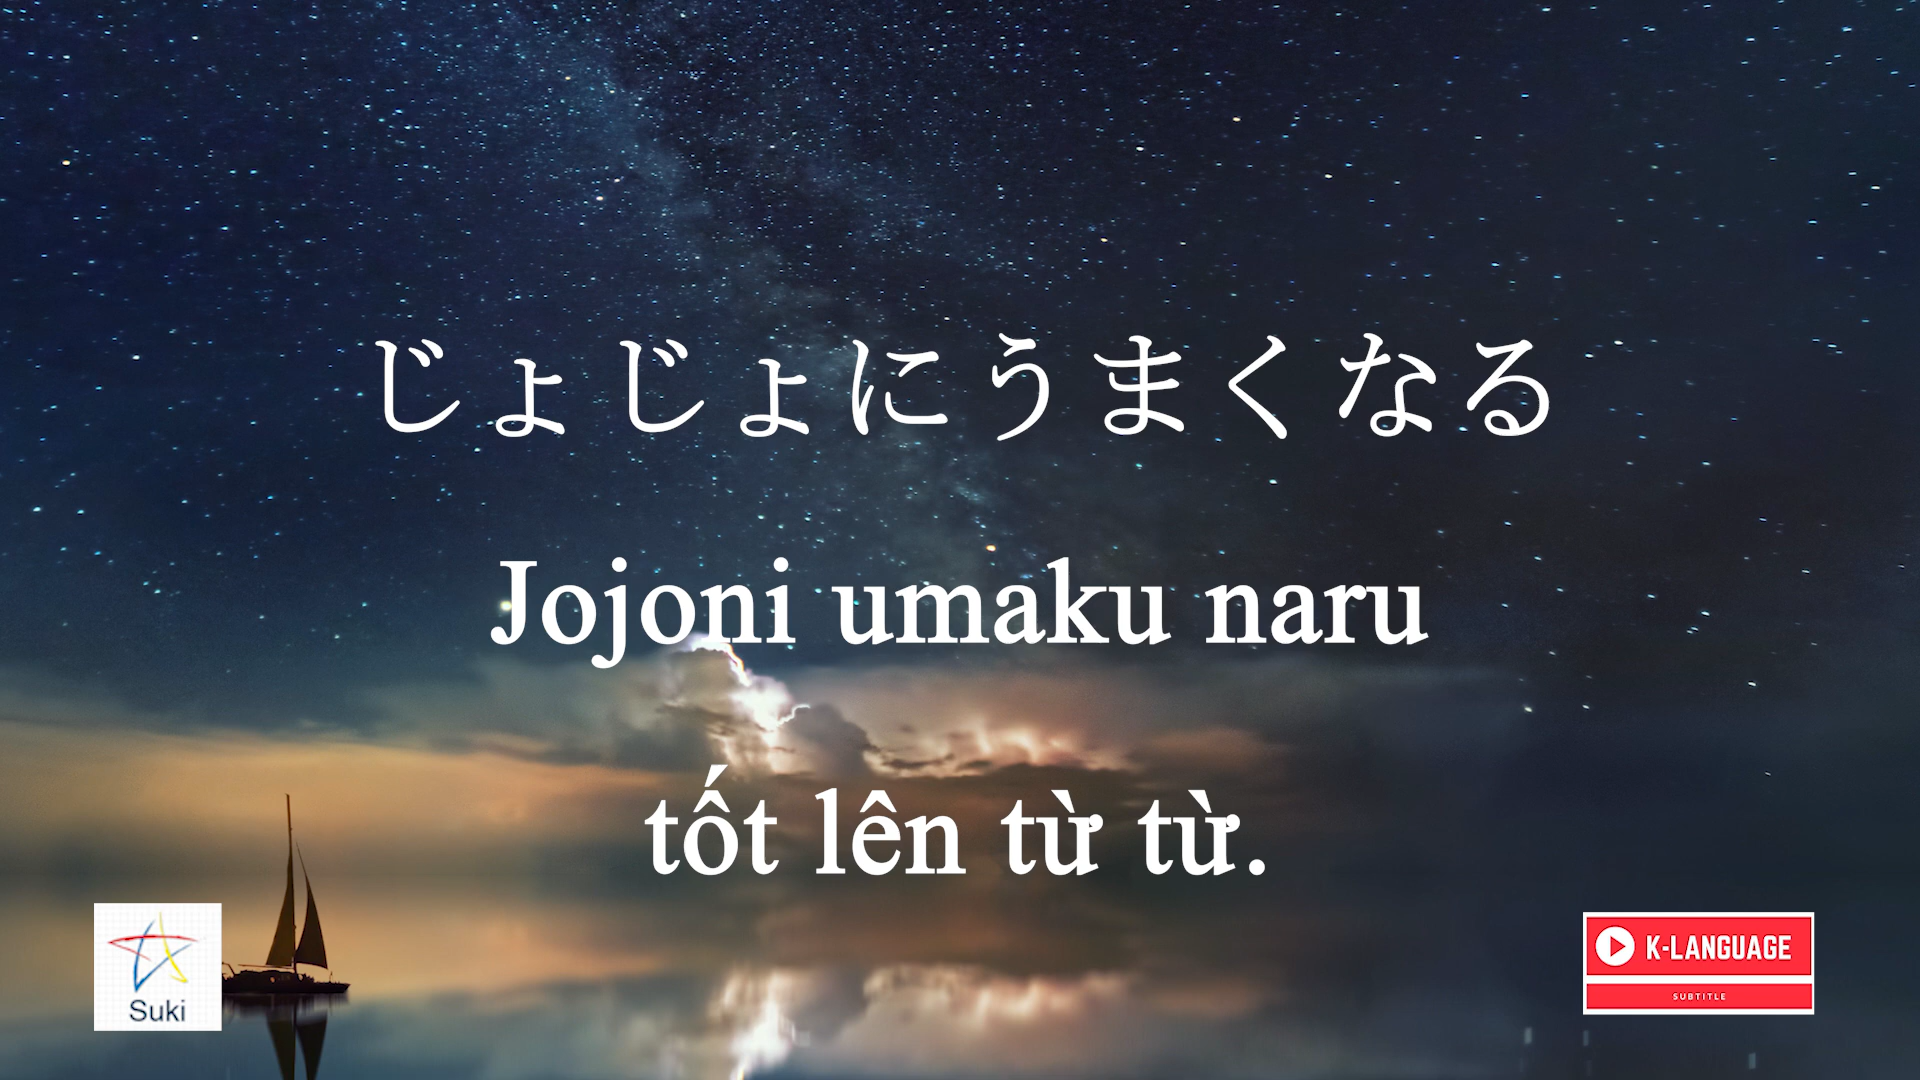 じょじょにうまくなる
Jojoni umaku naru
tốt lên từ từ.
Suki
K-LANGUAGE
SUBTITLE